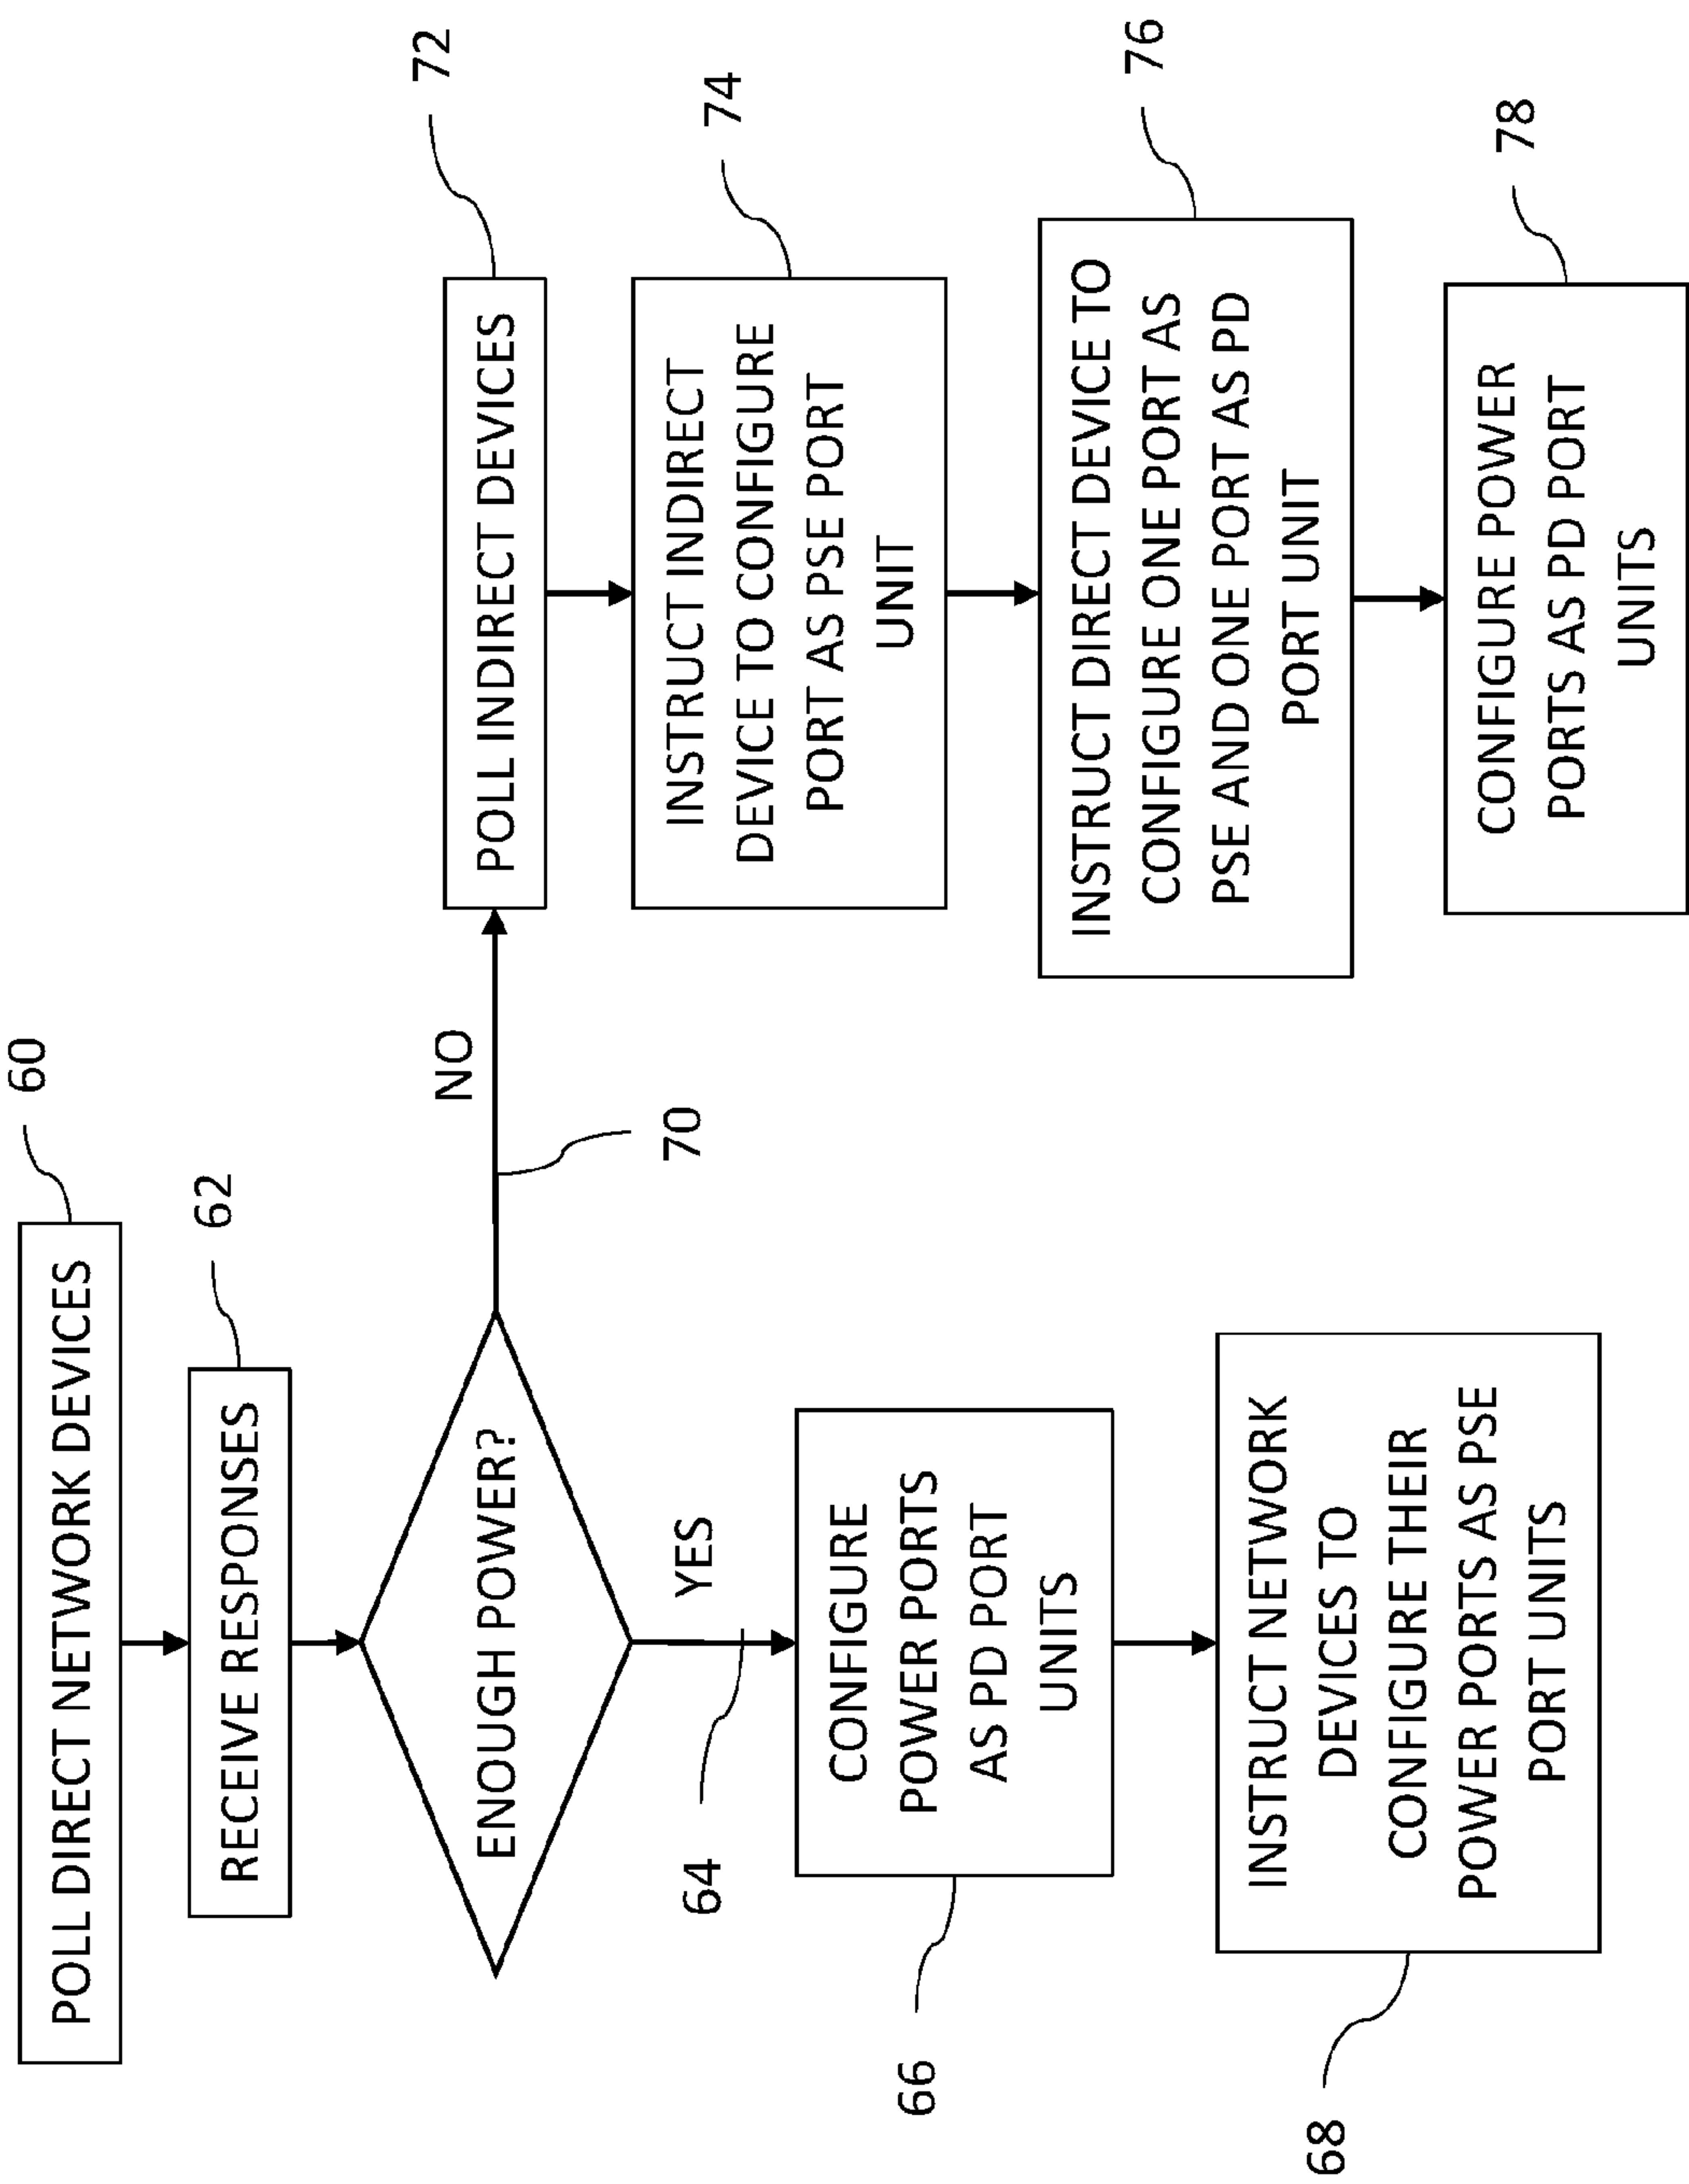 POLL DIRECT NETWORK DEVICES
60
RECEIVE RESPONSES
62
ENOUGH POWER?
YES
64
NO
70
CONFIGURE
POWER PORTS
AS PD PORT
UNITS
66
INSTRUCT NETWORK
DEVICES TO
CONFIGURE THEIR
POWER PORTS AS PSE
PORT UNITS
68
POLL INDIRECT DEVICES
72
INSTRUCT INDIRECT
DEVICE TO CONFIGURE
PORT AS PSE PORT
UNIT
74
INSTRUCT DIRECT DEVICE TO
CONFIGURE ONE PORT AS
PSE AND ONE PORT AS PD
PORT UNIT
76
CONFIGURE POWER
PORTS AS PD PORT
UNITS
78